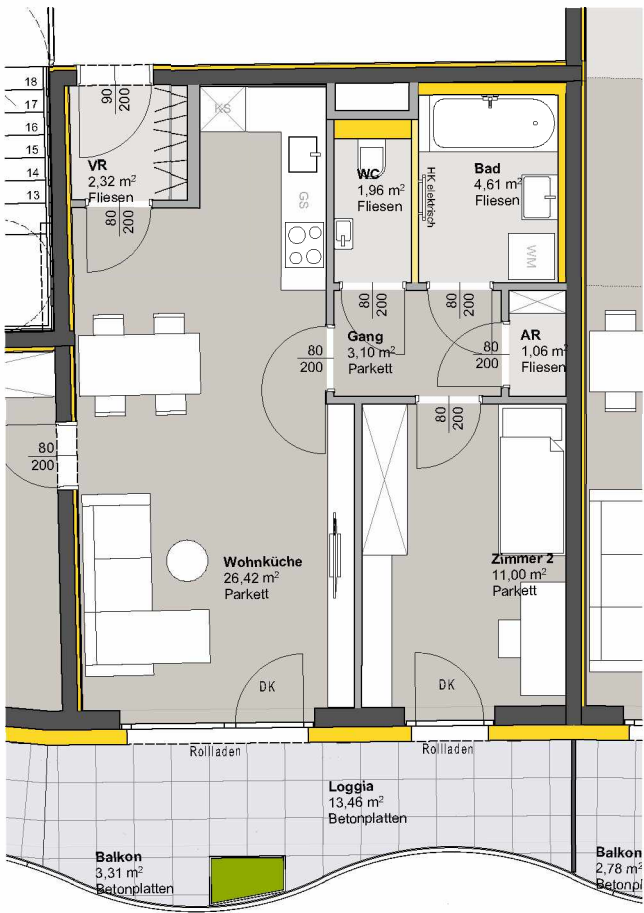 18
17
16
15
14
13
90
200
VR
2,32 m²
Fliesen
80
200
KS
GS
WC
1,96 m²
Fliesen
HK elektrisch
Bad
4,61 m²
Fliesen
WM
80
200
80
200
Gang
3,10 m²
Parkett
80
200
80
200
AR
1,06 m²
Fliesen
80
200
80
200
Wohnküche
26,42 m²
Parkett
Zimmer 2
11,00 m²
Parkett
DK
DK
Rollladen
Rollladen
Loggia
13,46 m²
Betonplatten
Balkon
3,31 m²
Betonplatten
Balkon
2,78 m²
Betonpl